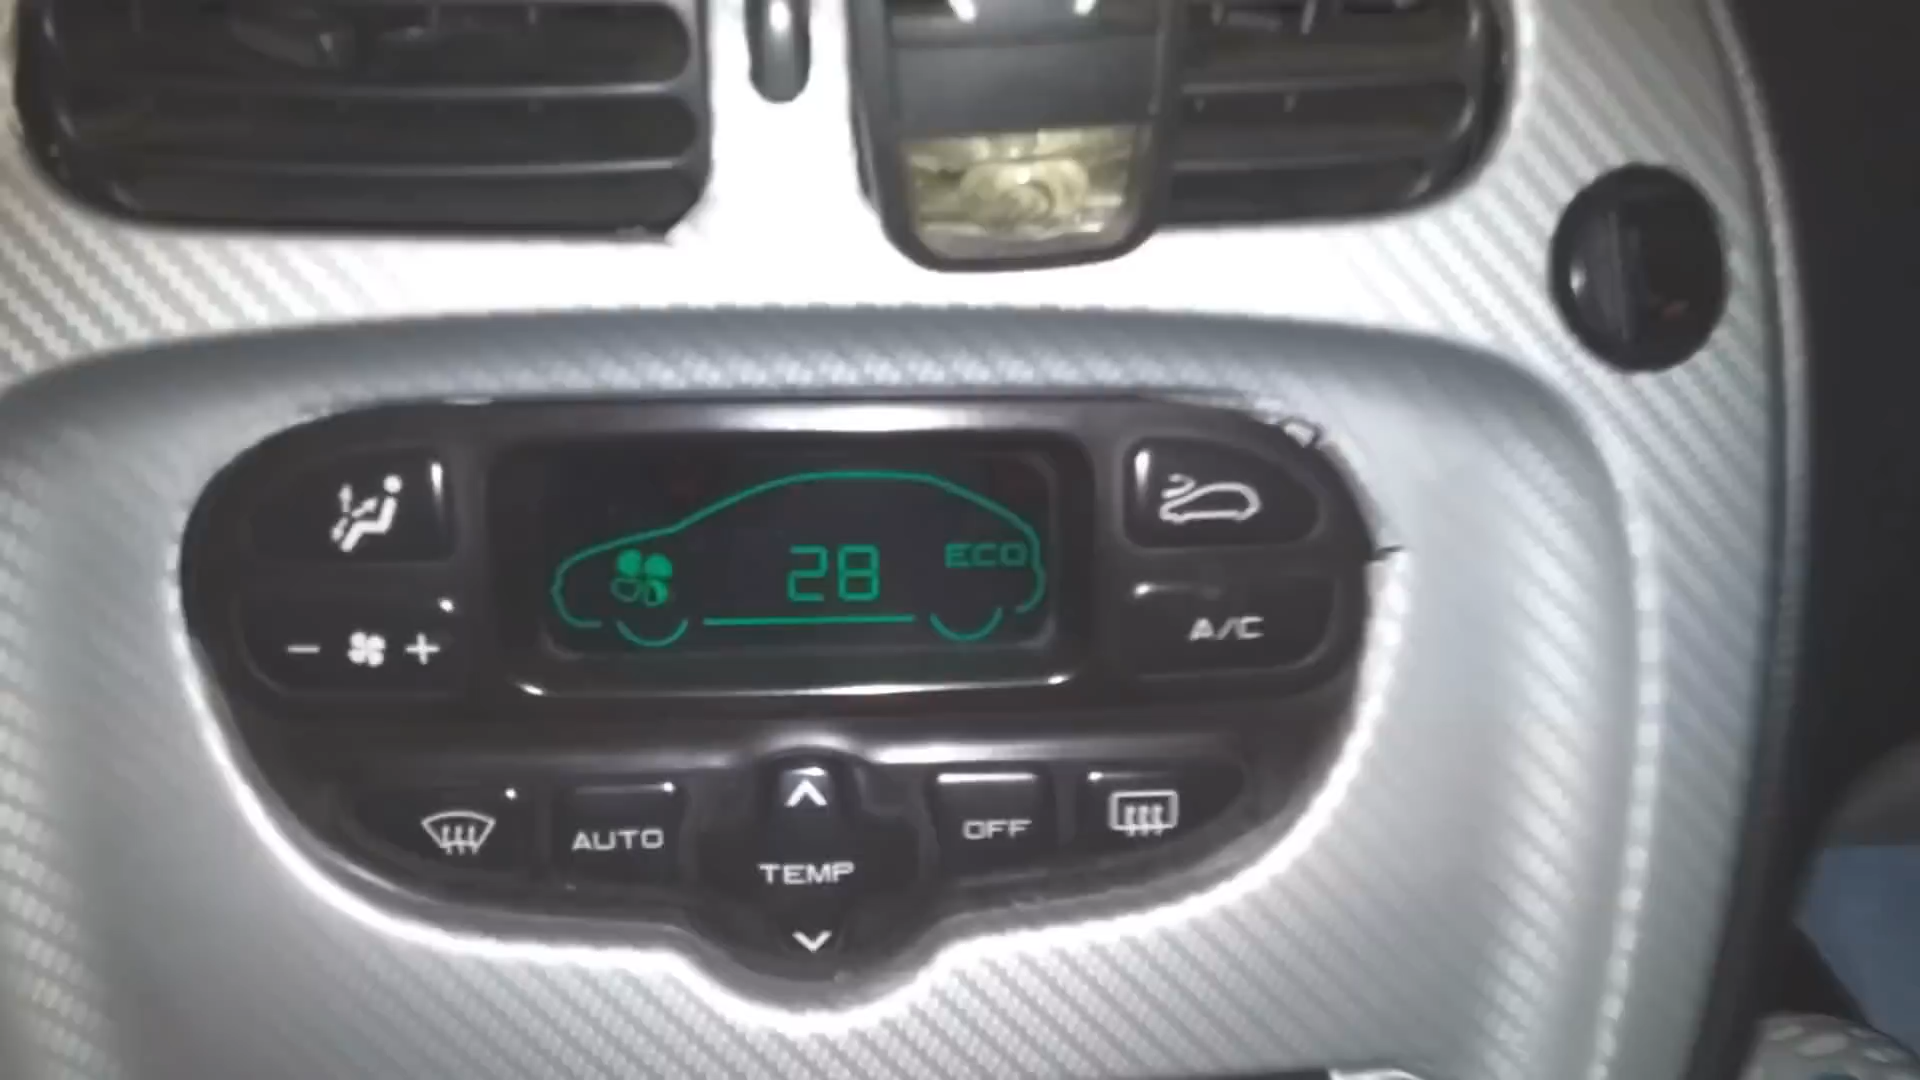 28 ECO
- +
A/C
AUTO
OFF
TEMP